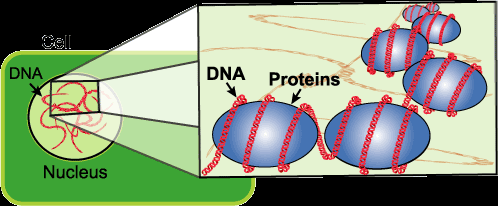 Cell
DNA
Nucleus
DNA
Proteins